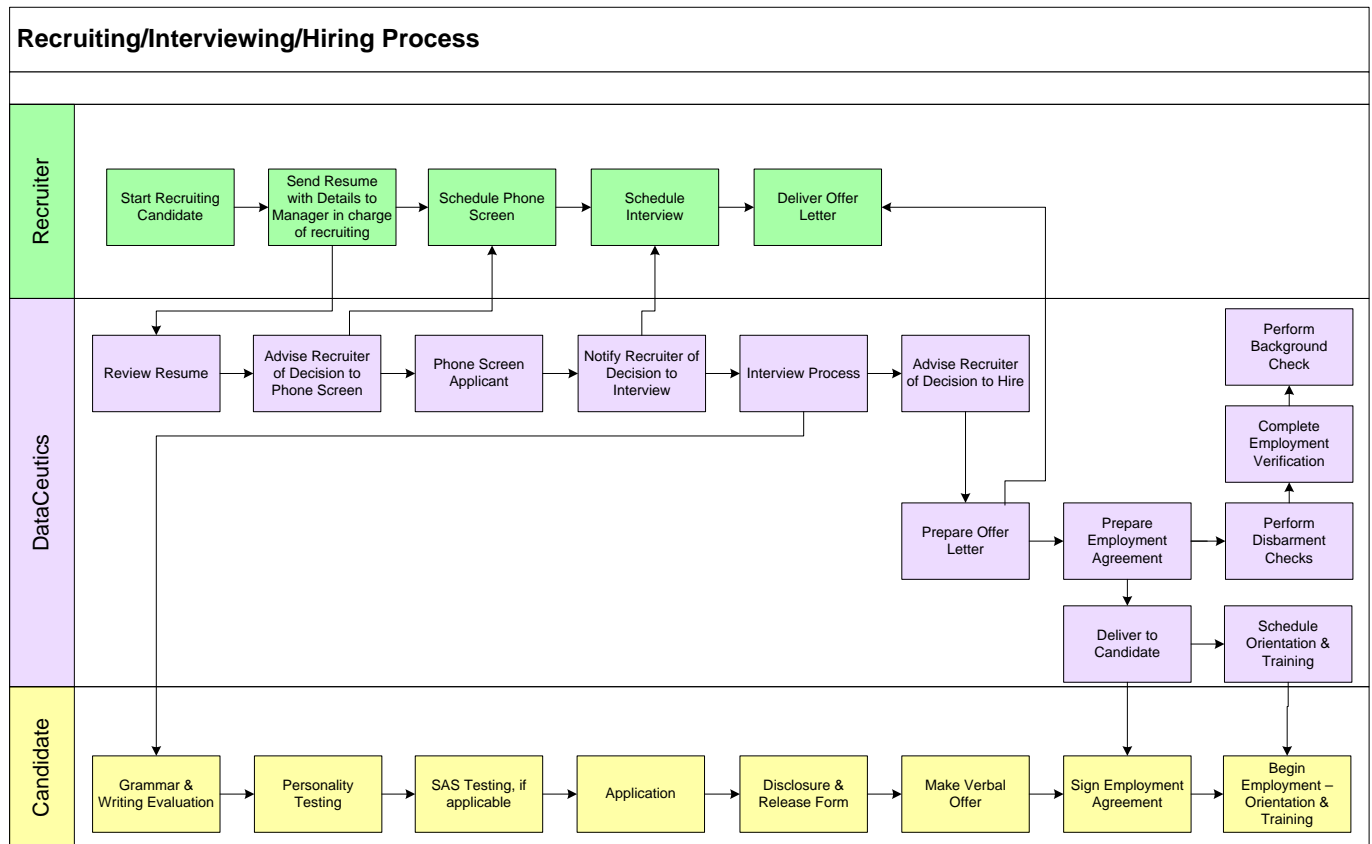 Recruiting/Interviewing/Hiring Process
Recruiter
Start Recruiting
Candidate
Send Resume
with Details to
Manager in charge
of recruiting
Schedule Phone
Screen
Schedule
Interview
Deliver Offer
Letter
DataCeutics
Review Resume
Advise Recruiter
of Decision to
Phone Screen
Phone Screen
Applicant
Notify Recruiter of
Decision to
Interview
Interview Process
Advise Recruiter
of Decision to Hire
Perform
Background
Check
Complete
Employment
Verification
Prepare Offer
Letter
Prepare
Employment
Agreement
Perform
Disbarment
Checks
Deliver to
Candidate
Schedule
Orientation &
Training
Candidate
Grammar &
Writing Evaluation
Personality
Testing
SAS Testing, if
applicable
Application
Disclosure &
Release Form
Make Verbal
Offer
Sign Employment
Agreement
Begin
Employment –
Orientation &
Training